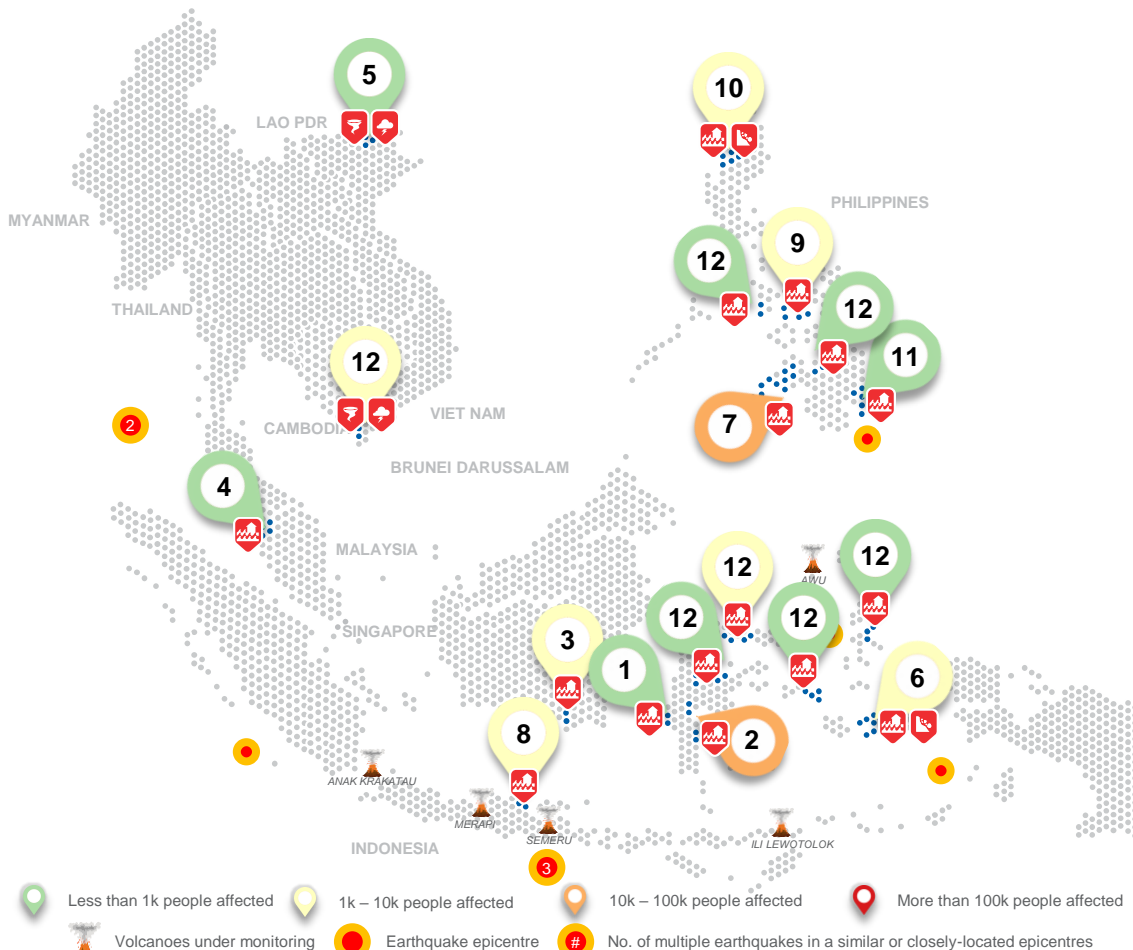 5
10
LAO PDR
PHILIPPINES
MYANMAR
9
12
12
THAILAND
11
12
7
VIET NAM
CAMBODIA
2
BRUNEI DARUSSALAM
4
MALAYSIA
12
12
AWU
12
12
SINGAPORE
3
1
6
8
2
ANAK KRAKATAU
MERAPI
SEMERU
ILI LEWOTOLOK
INDONESIA
3
Less than 1k people affected
1k – 10k people affected
10k – 100k people affected
More than 100k people affected
Volcanoes under monitoring
Earthquake epicentre
#
No. of multiple earthquakes in a similar or closely-located epicentres